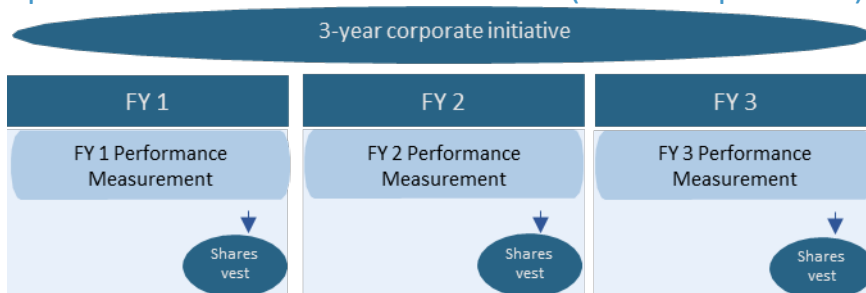 3-year corporate initiative
FY 1
FY 2
FY 3
FY 1 Performance
Measurement
FY 2 Performance
Measurement
FY 3 Performance
Measurement
Shares
vest
Shares
vest
Shares
vest